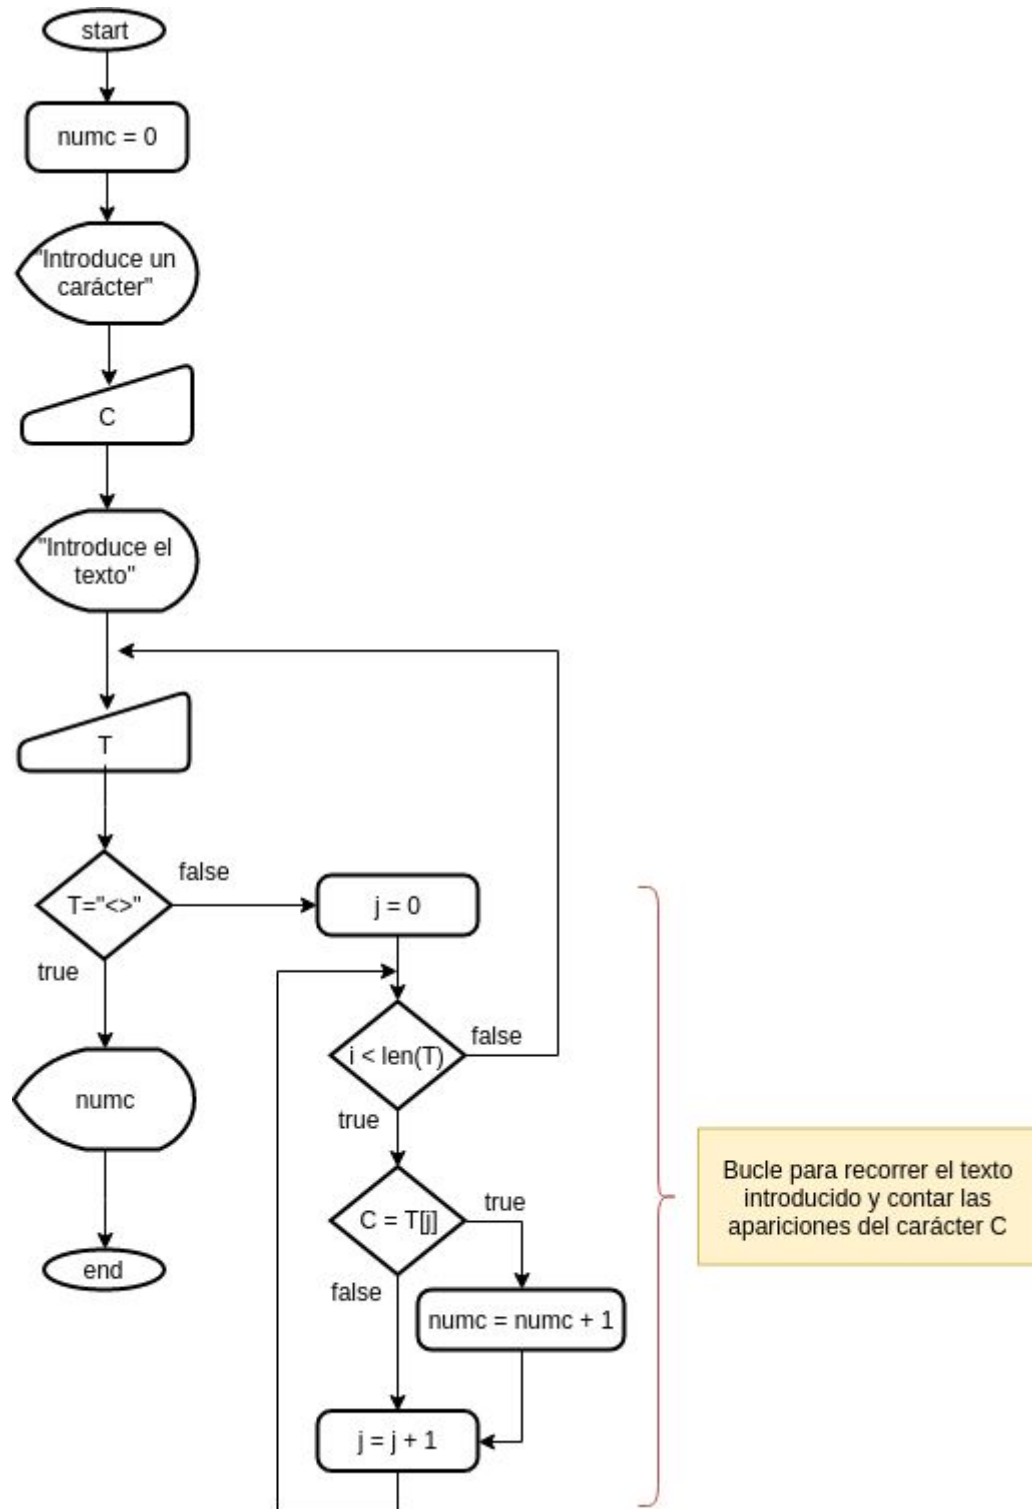 start
numc = 0
"Introduce un
carácter"
C
"Introduce el
texto"
T
T="<>"
false
true
j = 0
i < len(T)
false
true
C = T[j]
true
false
numc = numc + 1
j = j + 1
numc
end
Bucle para recorrer el texto
introducido y contar las
apariciones del carácter C